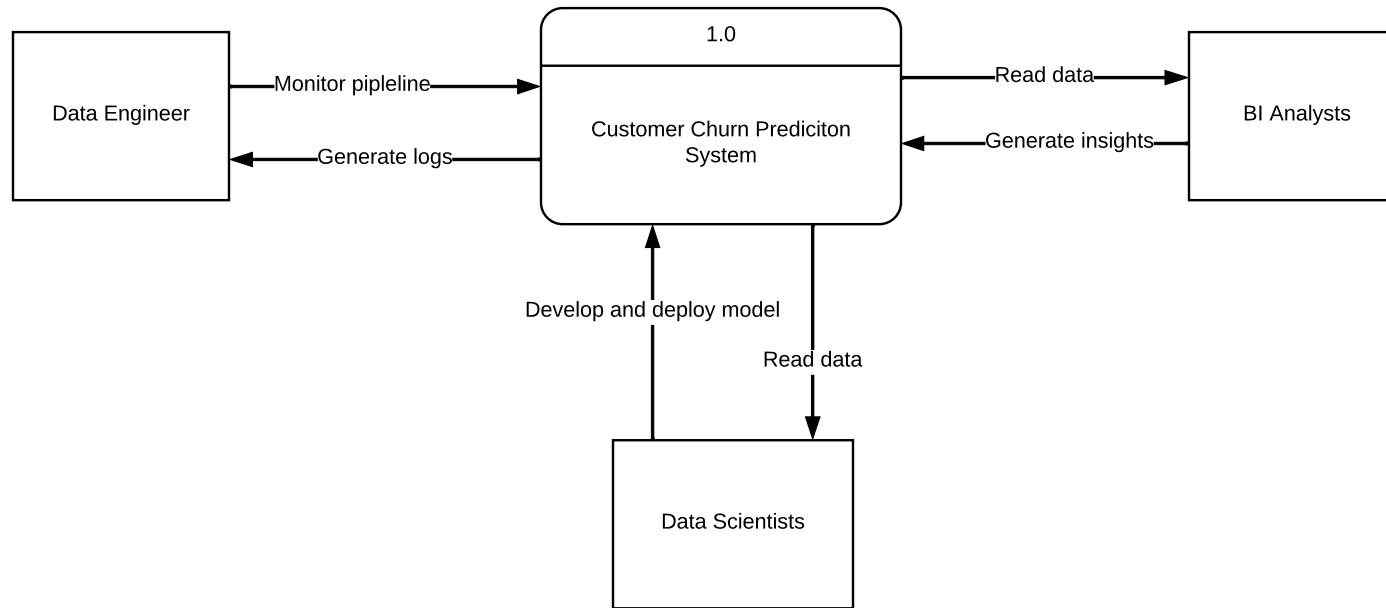 1.0
Data Engineer
Monitor pipleline
Generate logs
Customer Churn Prediciton
System
Read data
Generate insights
BI Analysts
Develop and deploy model
Read data
Data Scientists